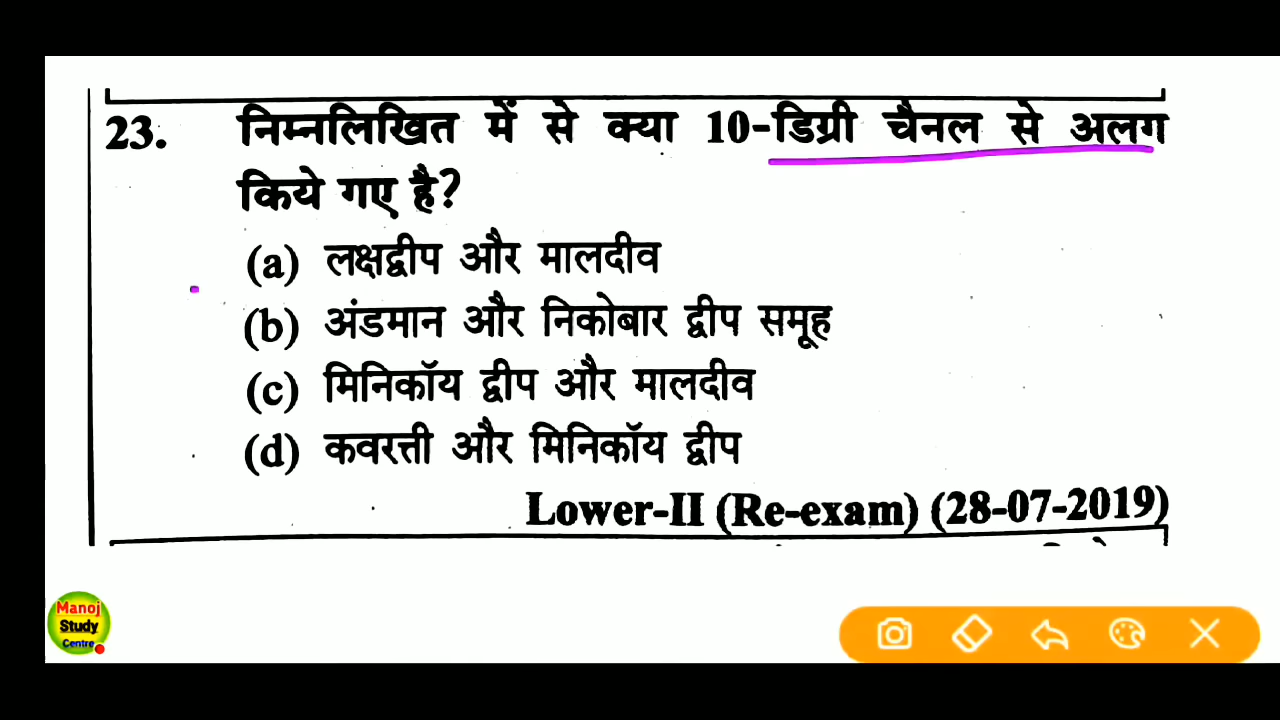 23. निम्नलिखित में से क्या 10-डिग्री चैनल से अलग
किये गए है?
(a) लक्षद्वीप और मालदीव
(b) अंडमान और निकोबार द्वीप समूह
(c) मिनिकॉय द्वीप और मालदीव
(d) कवरत्ती और मिनिकॉय द्वीप
Lower-II (Re-exam) (28-07-2019)
Manoj
Study
Centre